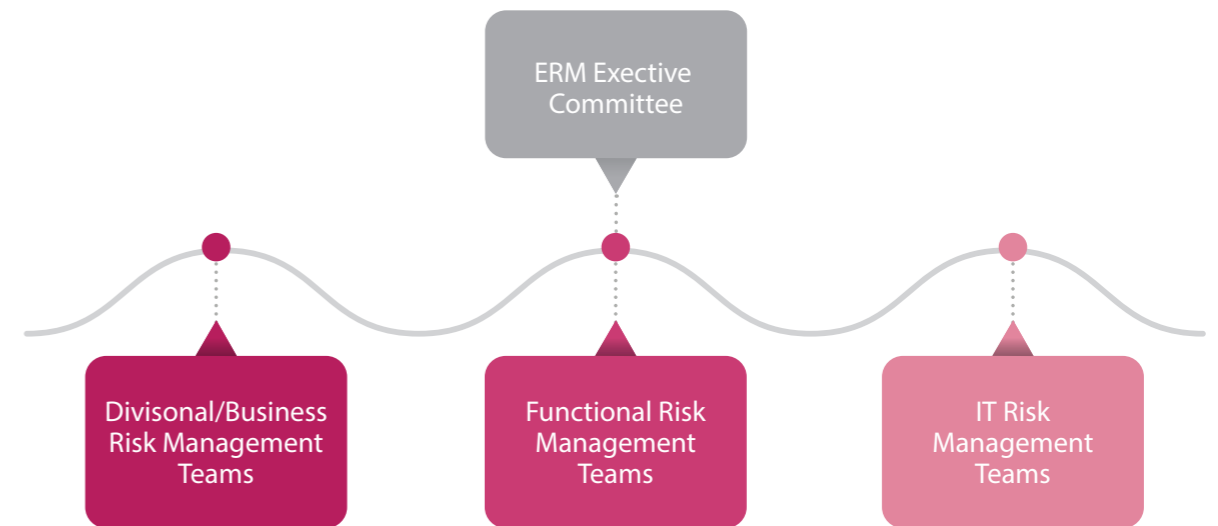 ERM Exective
Committee
Divisonal/Business
Risk Management
Teams
Functional Risk
Management
Teams
IT Risk
Management
Teams